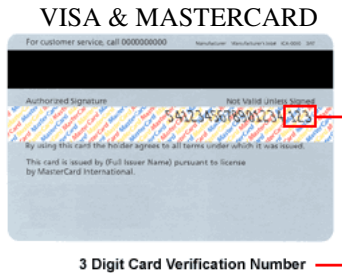 VISA & MASTERCARD
For customer service, call 0000000000
Authorized Signature Not Valid Unless Signed
5412345678901234 123
By using this card the holder agrees to all terms under which it was issued.
This card is issued by (Full Issuer Name) pursuant to license
by MasterCard International.
3 Digit Card Verification Number